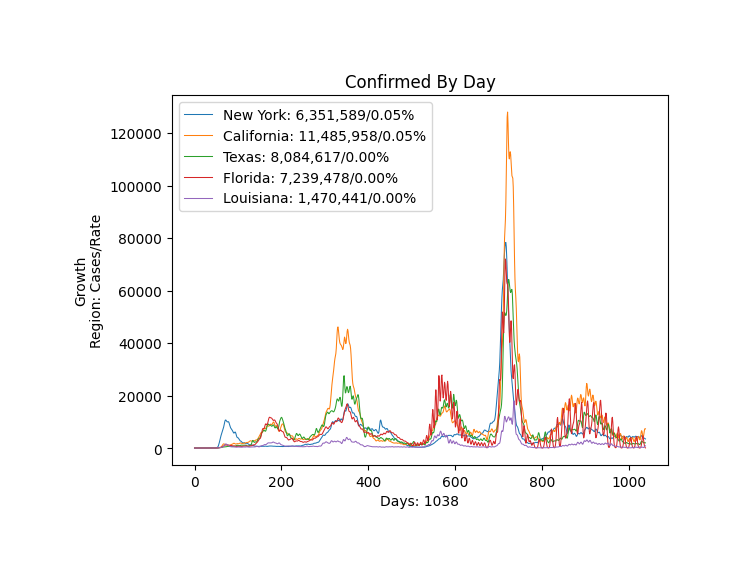 Confirmed By Day
New York: 6,351,589/0.05%
California: 11,485,958/0.05%
Texas: 8,084,617/0.00%
Florida: 7,239,478/0.00%
Louisiana: 1,470,441/0.00%
Growth
Region: Cases/Rate
120000
100000
80000
60000
40000
20000
0
0 200 400 600 800 1000
Days: 1038